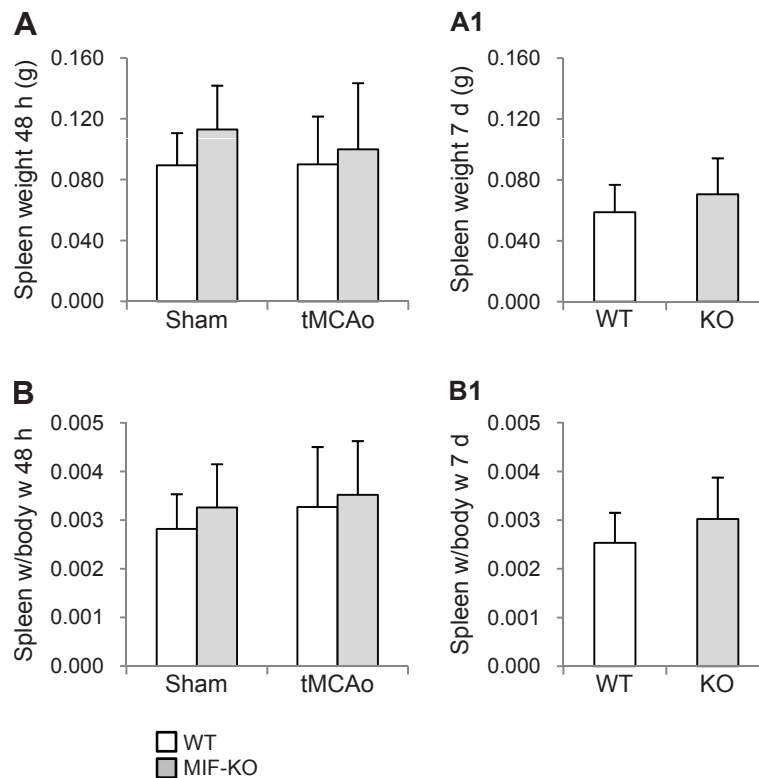 A
Spleen weight 48 h (g)
0.160
0.120
0.080
0.040
0.000
Sham
tMCAo
A1
Spleen weight 7 d (g)
0.160
0.120
0.080
0.040
0.000
WT
KO
B
Spleen w/body w 48 h
0.005
0.004
0.003
0.002
0.001
0.000
Sham
tMCAo
B1
Spleen w/body w 7 d
0.005
0.004
0.003
0.002
0.001
0.000
WT
KO
WT
MIF-KO